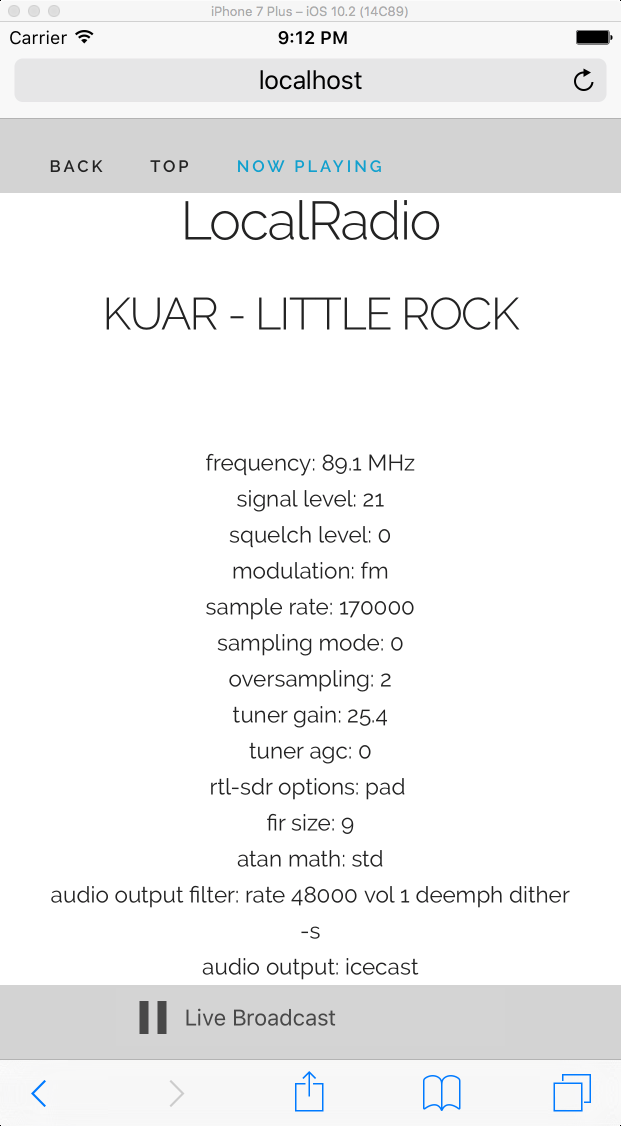 iPhone 7 Plus – iOS 10.2 (14C89)
Carrier 9:12 PM
localhost
BACK TOP NOW PLAYING
LocalRadio
KUAR - LITTLE ROCK
frequency: 89.1 MHz
signal level: 21
squelch level: 0
modulation: fm
sample rate: 170000
sampling mode: 0
oversampling: 2
tuner gain: 25.4
tuner agc: 0
rtl-sdr options: pad
fir size: 9
atan math: std
audio output filter: rate 48000 vol 1 deemph dither
-s
audio output: icecast
Live Broadcast